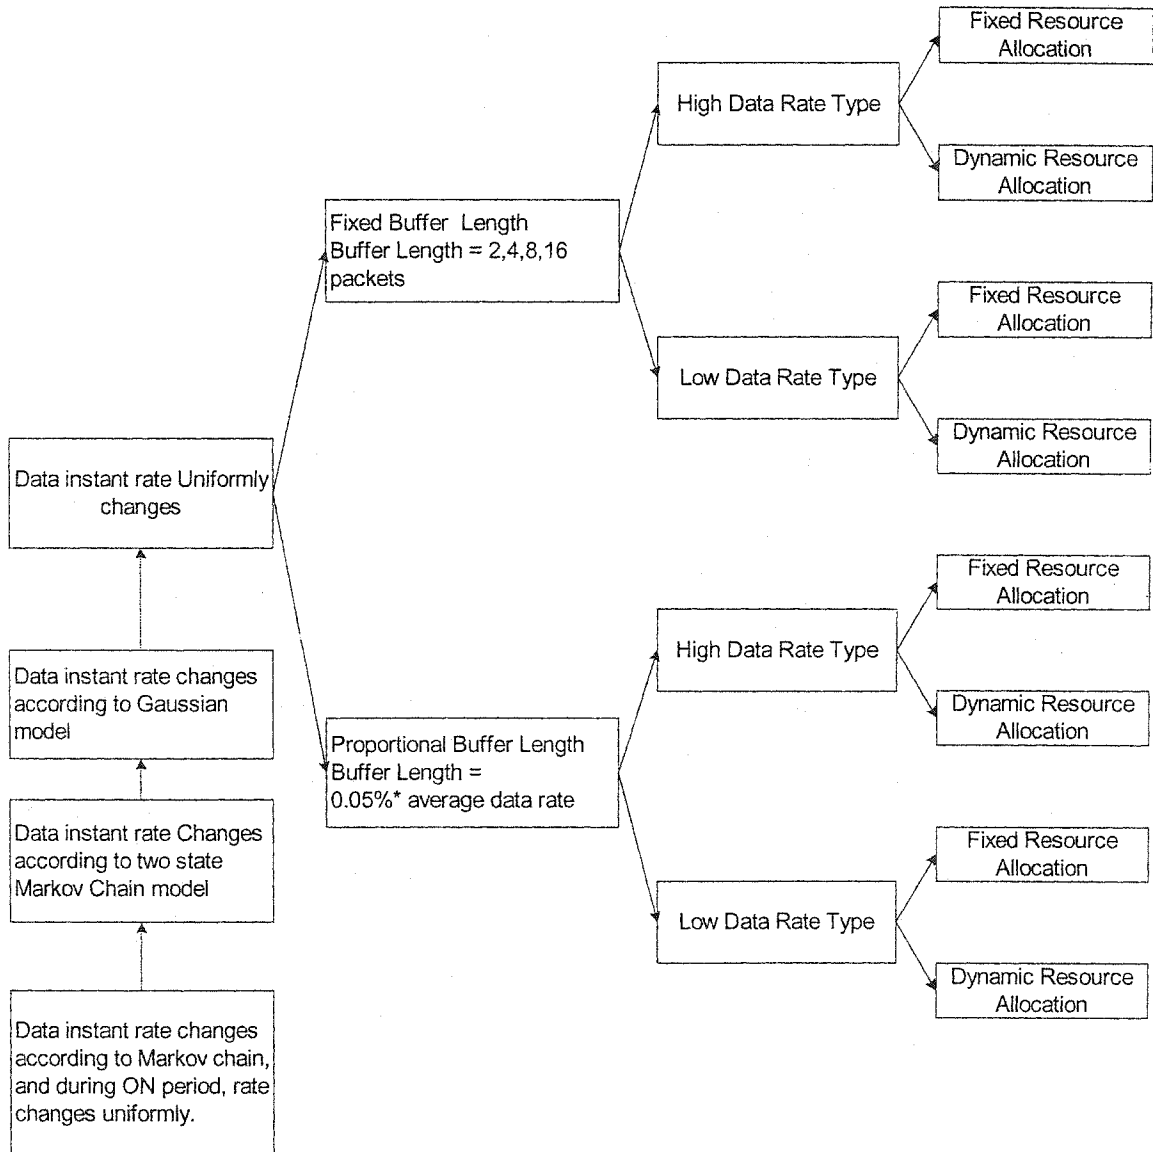 Fixed Resource
Allocation
High Data Rate Type
Dynamic Resource
Allocation
Fixed Buffer Length
Buffer Length = 2,4,8,16
packets
Fixed Resource
Allocation
Low Data Rate Type
Dynamic Resource
Allocation
Data instant rate Uniformly
changes
Fixed Resource
Allocation
High Data Rate Type
Dynamic Resource
Allocation
Data instant rate changes
according to Gaussian
model
Proportional Buffer Length
Buffer Length =
0.05%* average data rate
Data instant rate Changes
according to two state
Markov Chain model
Fixed Resource
Allocation
Low Data Rate Type
Dynamic Resource
Allocation
Data instant rate changes
according to Markov chain,
and during ON period, rate
changes uniformly.